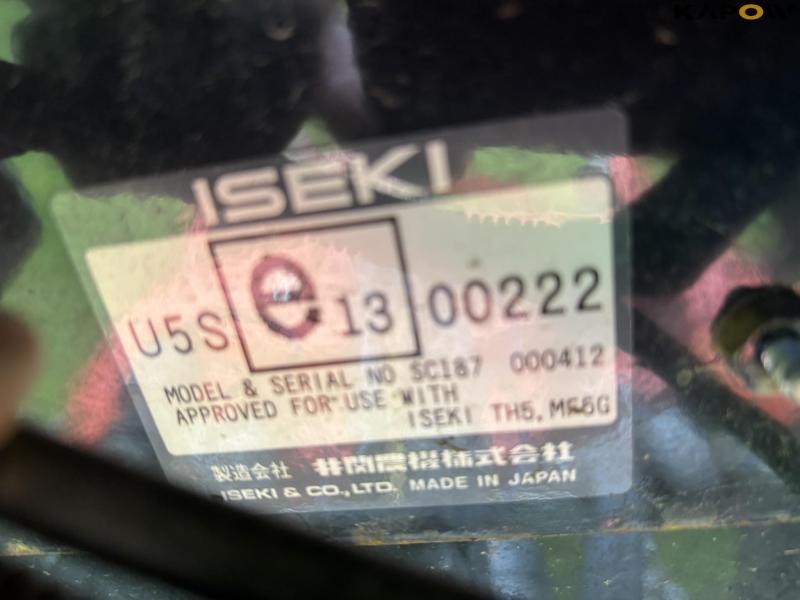 KAPOW
ISEKI
U5S e 13 00222
MODEL & SERIAL NO SC187 000412
APPROVED FOR USE WITH
ISEKI TH5,
製造会社 井関農機株式会社
ISEKI & CO.,LTD. MADE IN JAPAN